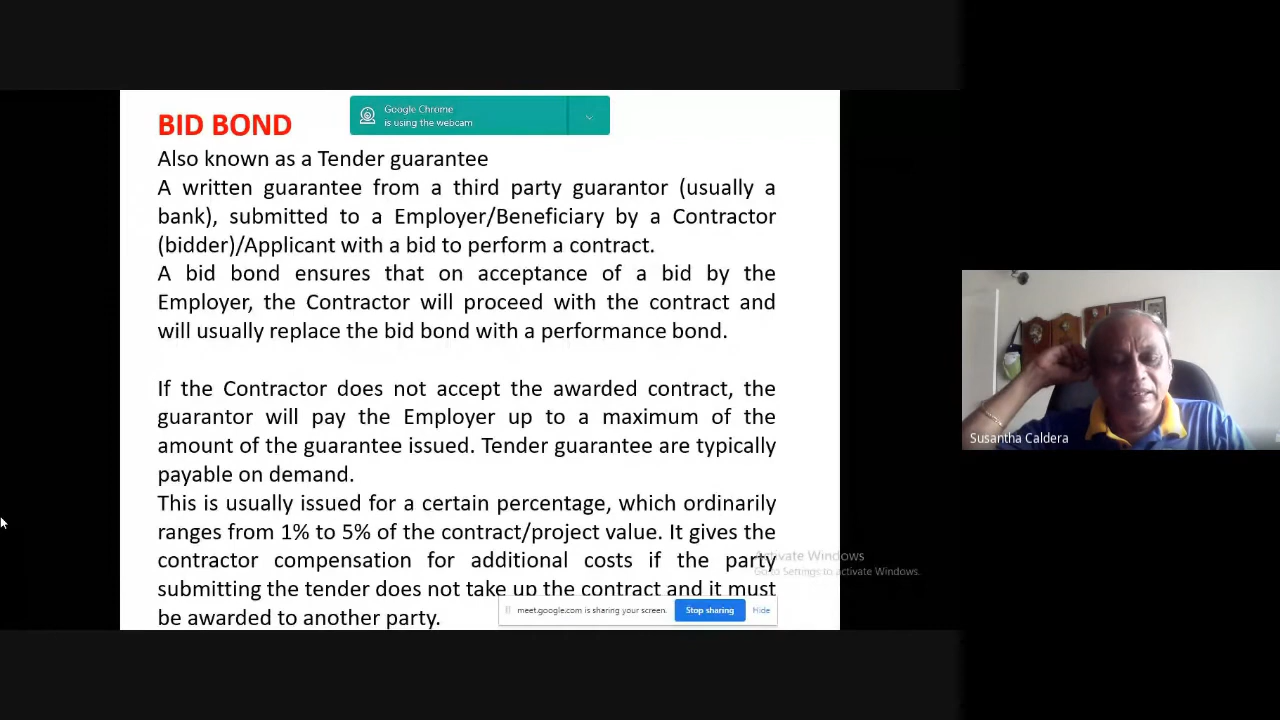 BID BOND
Google Chrome
is using the webcam
Also known as a Tender guarantee
A written guarantee from a third party guarantor (usually a
bank), submitted to a Employer/Beneficiary by a Contractor
(bidder)/Applicant with a bid to perform a contract.
A bid bond ensures that on acceptance of a bid by the
Employer, the Contractor will proceed with the contract and
will usually replace the bid bond with a performance bond.
If the Contractor does not accept the awarded contract, the
guarantor will pay the Employer up to a maximum of the
amount of the guarantee issued. Tender guarantee are typically
payable on demand.
This is usually issued for a certain percentage, which ordinarily
ranges from 1% to 5% of the contract/project value. It gives the
contractor compensation for additional costs if the party
submitting the tender does not take up the contract and it must
be awarded to another party.
Activate Windows
Go to Settings to activate Windows.
meet.google.com is sharing your screen.
Stop sharing
Hide
Susantha Caldera